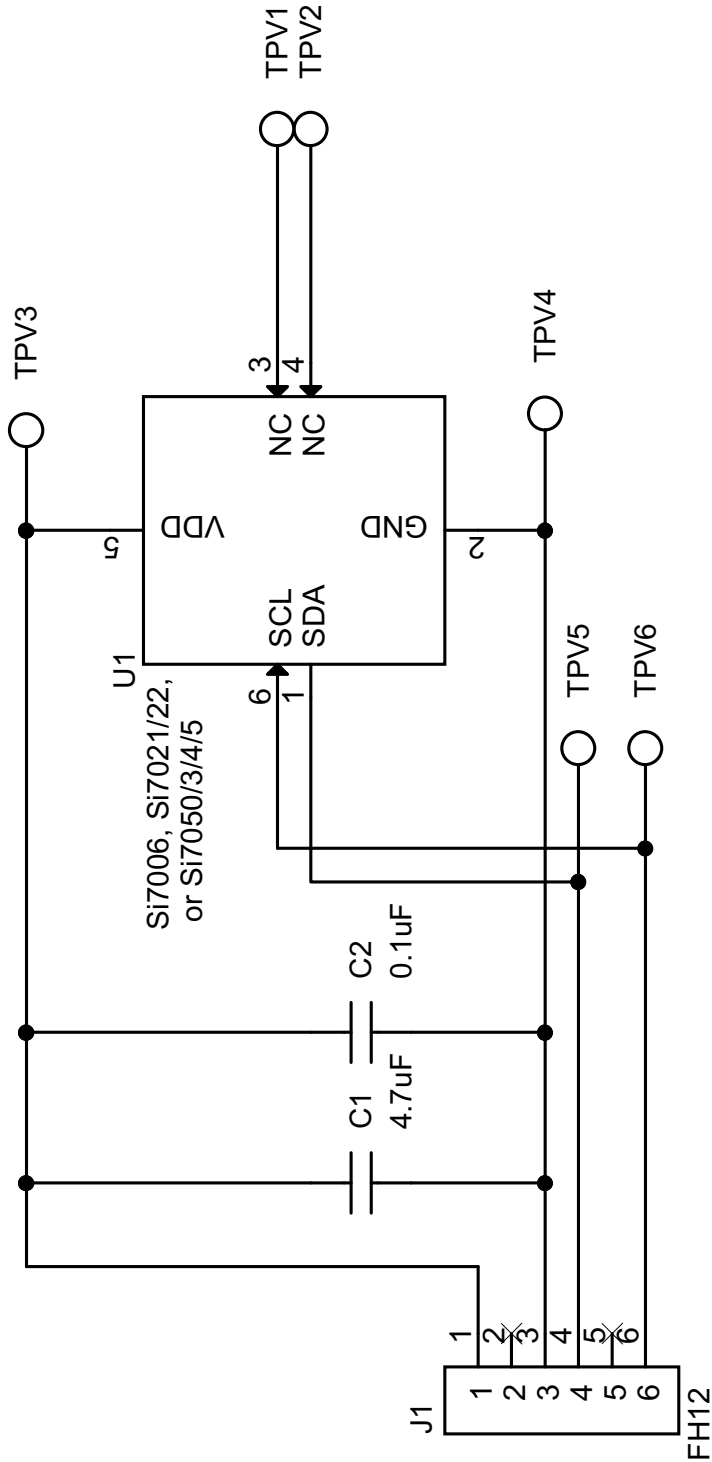 TPV1
TPV2
TPV3
TPV4
TPV5
TPV6
U1
Si7006, Si7021/22,
or Si7050/3/4/5
5
VDD
3
NC
4
NC
SCL
6
SDA
1
GND
2
C2
0.1uF
C1
4.7uF
J1
1 1
2 2
3 3
4 4
5 5
6 6
FH12